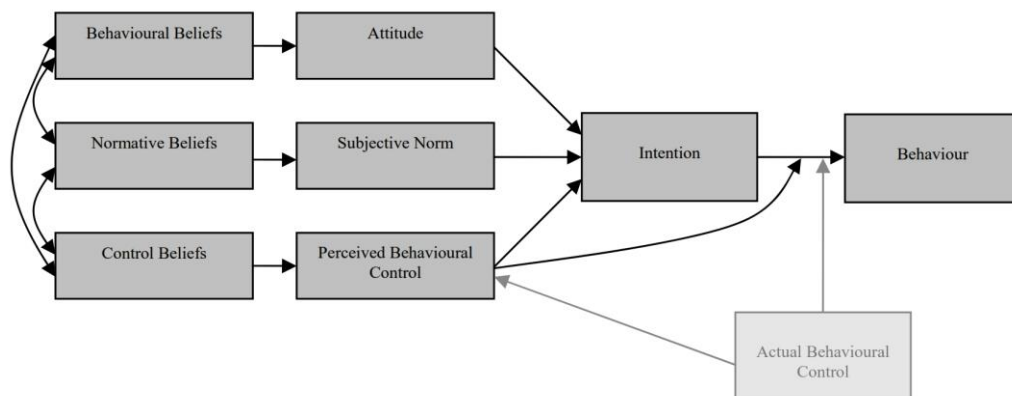 Behavioural Beliefs
Attitude
Normative Beliefs
Subjective Norm
Intention
Behaviour
Control Beliefs
Perceived Behavioural
Control
Actual Behavioural
Control